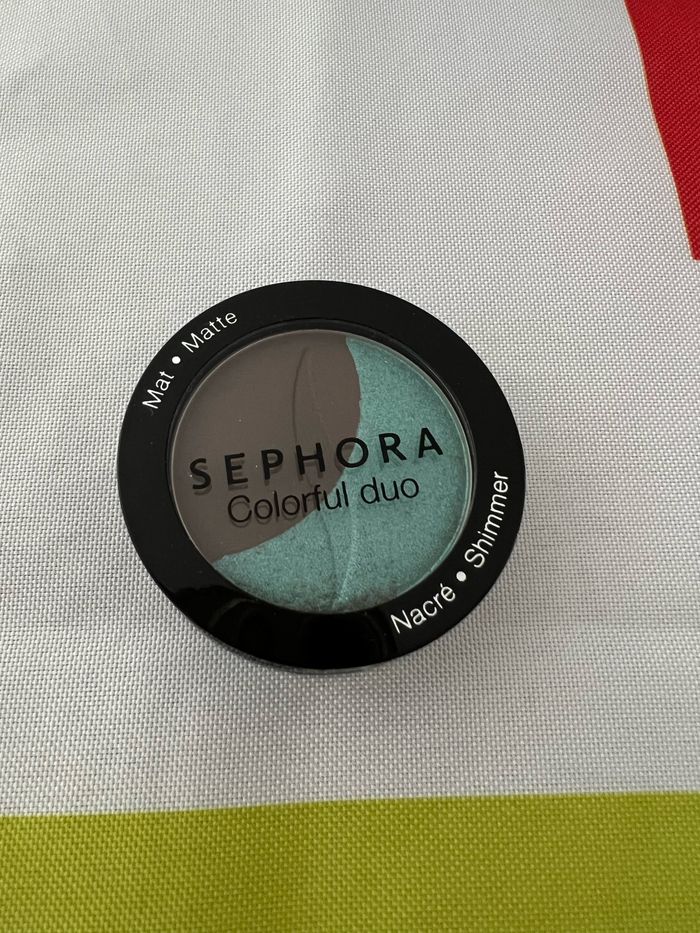 Mat • Matte
SEPHORA
Colorful duo
Nacré • Shimmer